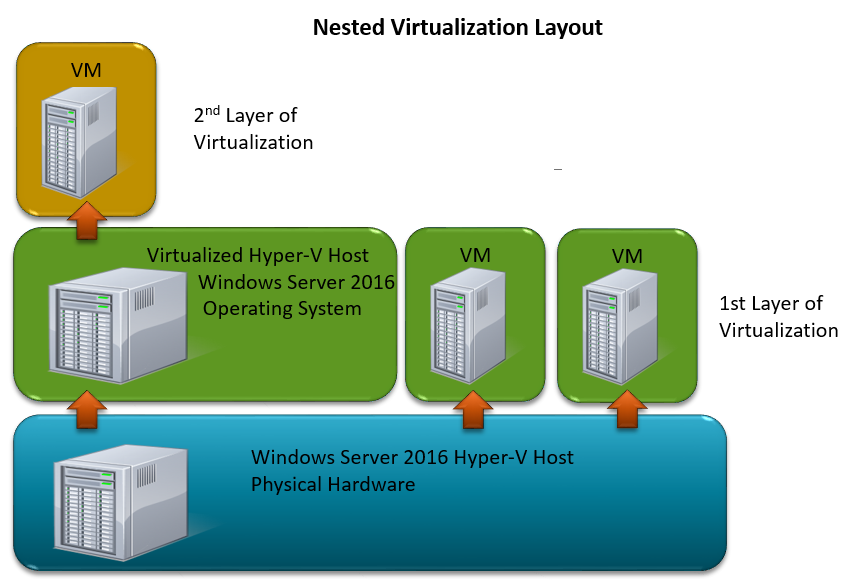 Nested Virtualization Layout
VM
2nd Layer of
Virtualization
Virtualized Hyper-V Host
Windows Server 2016
Operating System
VM
VM
1st Layer of
Virtualization
Windows Server 2016 Hyper-V Host
Physical Hardware